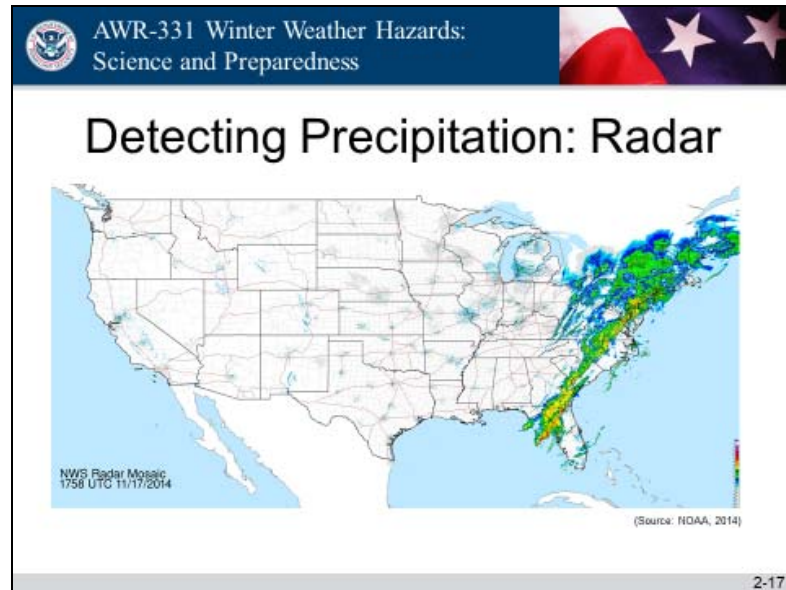 AWR-331 Winter Weather Hazards:
Science and Preparedness
Detecting Precipitation: Radar
NWS Radar Mosaic
1758 UTC 11/17/2014
(Source: NOAA, 2014)
2-17